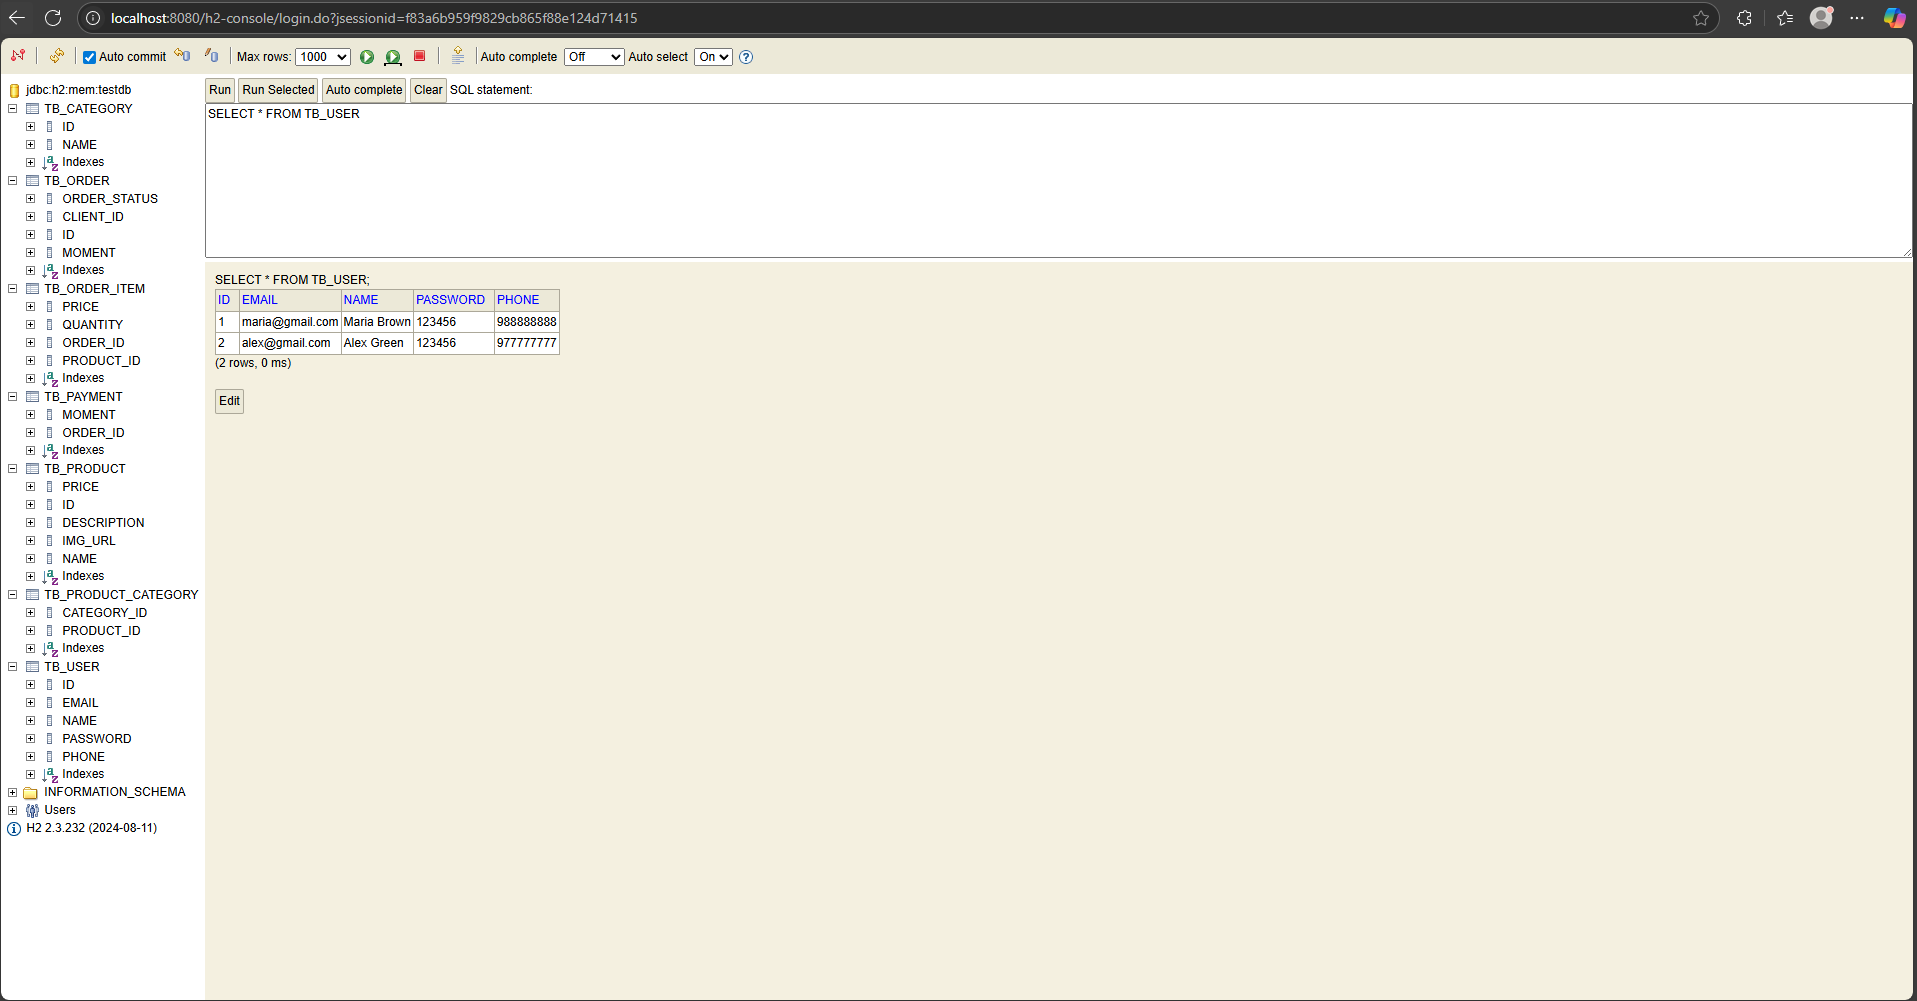 localhost:8080/h2-console/login.do?jsessionid=f83a6b959f9829cb865f88e124d71415
Auto commit Max rows: 1000 Auto complete Off Auto select On
jdbc:h2:mem:testdb
TB_CATEGORY
ID
NAME
Indexes
TB_ORDER
ORDER_STATUS
CLIENT_ID
ID
MOMENT
Indexes
TB_ORDER_ITEM
PRICE
QUANTITY
ORDER_ID
PRODUCT_ID
Indexes
TB_PAYMENT
MOMENT
ORDER_ID
Indexes
TB_PRODUCT
PRICE
ID
DESCRIPTION
IMG_URL
NAME
Indexes
TB_PRODUCT_CATEGORY
CATEGORY_ID
PRODUCT_ID
Indexes
TB_USER
ID
EMAIL
NAME
PASSWORD
PHONE
Indexes
INFORMATION_SCHEMA
Users
H2 2.3.232 (2024-08-11)
Run Run Selected Auto complete Clear SQL statement:
SELECT * FROM TB_USER
SELECT * FROM TB_USER;
ID EMAIL NAME PASSWORD PHONE
1 maria@gmail.com Maria Brown 123456 988888888
2 alex@gmail.com Alex Green 123456 977777777
(2 rows, 0 ms)
Edit